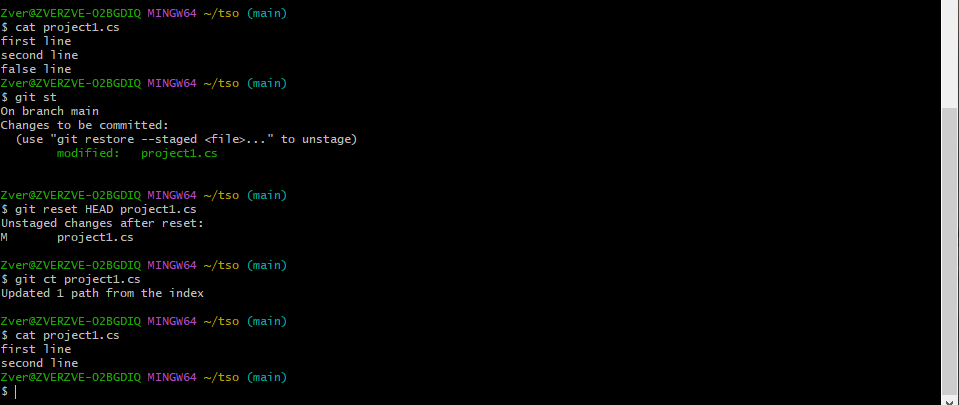 Zver@ZVERZVE-O2BGDIQ MINGW64 ~/tso (main)
$ cat project1.cs
first line
second line
false line
Zver@ZVERZVE-O2BGDIQ MINGW64 ~/tso (main)
$ git st
On branch main
Changes to be committed:
  (use "git restore --staged <file>..." to unstage)
        modified:   project1.cs
Zver@ZVERZVE-O2BGDIQ MINGW64 ~/tso (main)
$ git reset HEAD project1.cs
Unstaged changes after reset:
M       project1.cs
Zver@ZVERZVE-O2BGDIQ MINGW64 ~/tso (main)
$ git ct project1.cs
Updated 1 path from the index
Zver@ZVERZVE-O2BGDIQ MINGW64 ~/tso (main)
$ cat project1.cs
first line
second line
Zver@ZVERZVE-O2BGDIQ MINGW64 ~/tso (main)
$